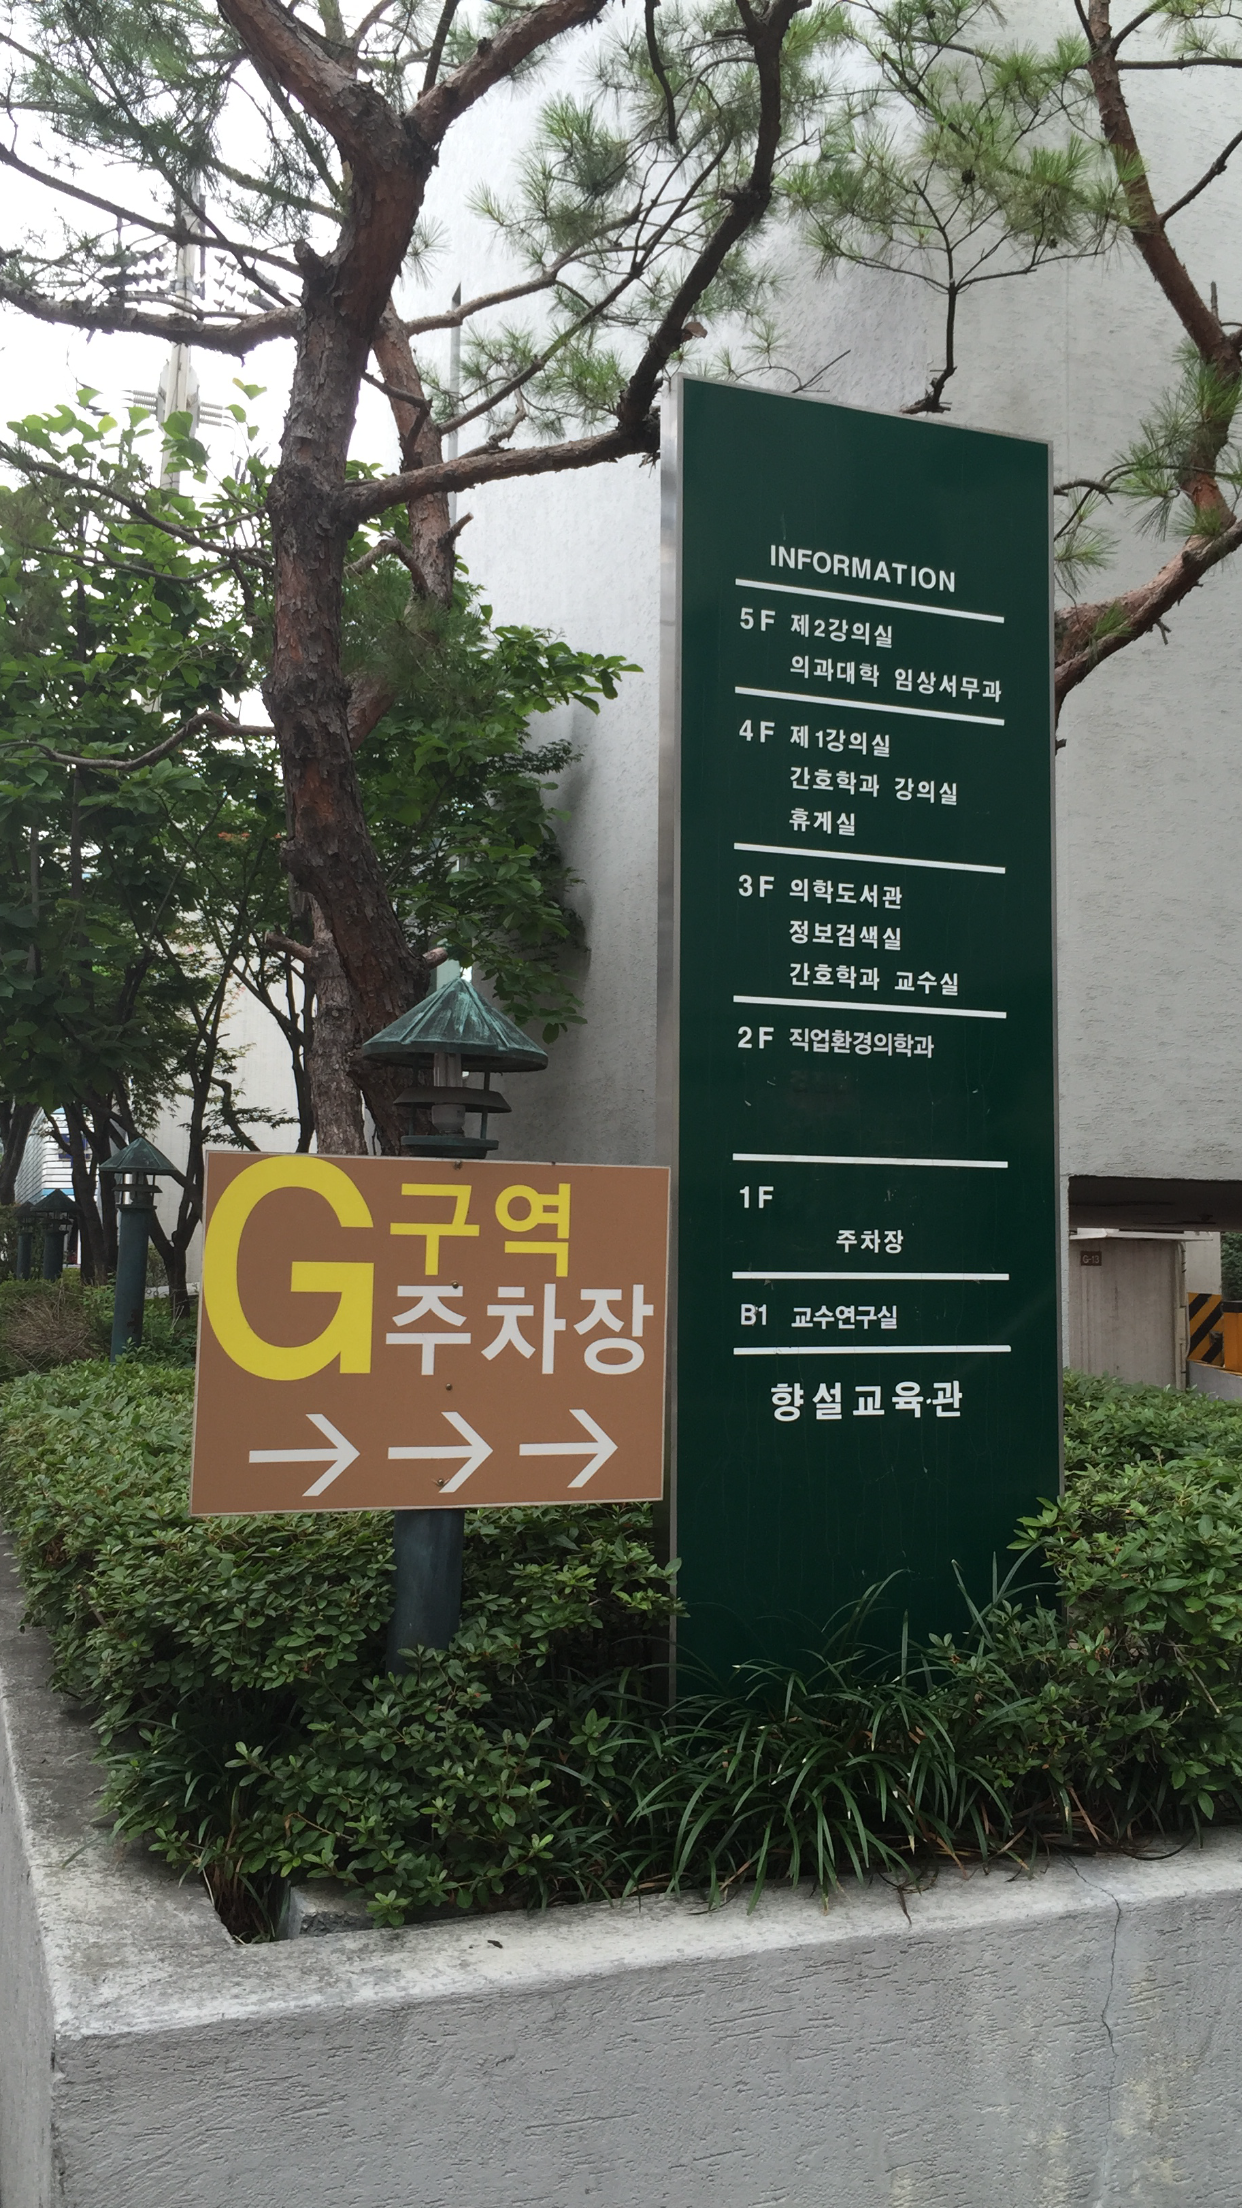 INFORMATION
5F 제2강의실
의과대학 임상서무과
4F 제1강의실
간호학과 강의실
휴게실
3F 의학도서관
정보검색실
간호학과 교수실
2F 직업환경의학과
1F
주차장
B1 교수연구실
향설교육관
G구역
주차장
G-13